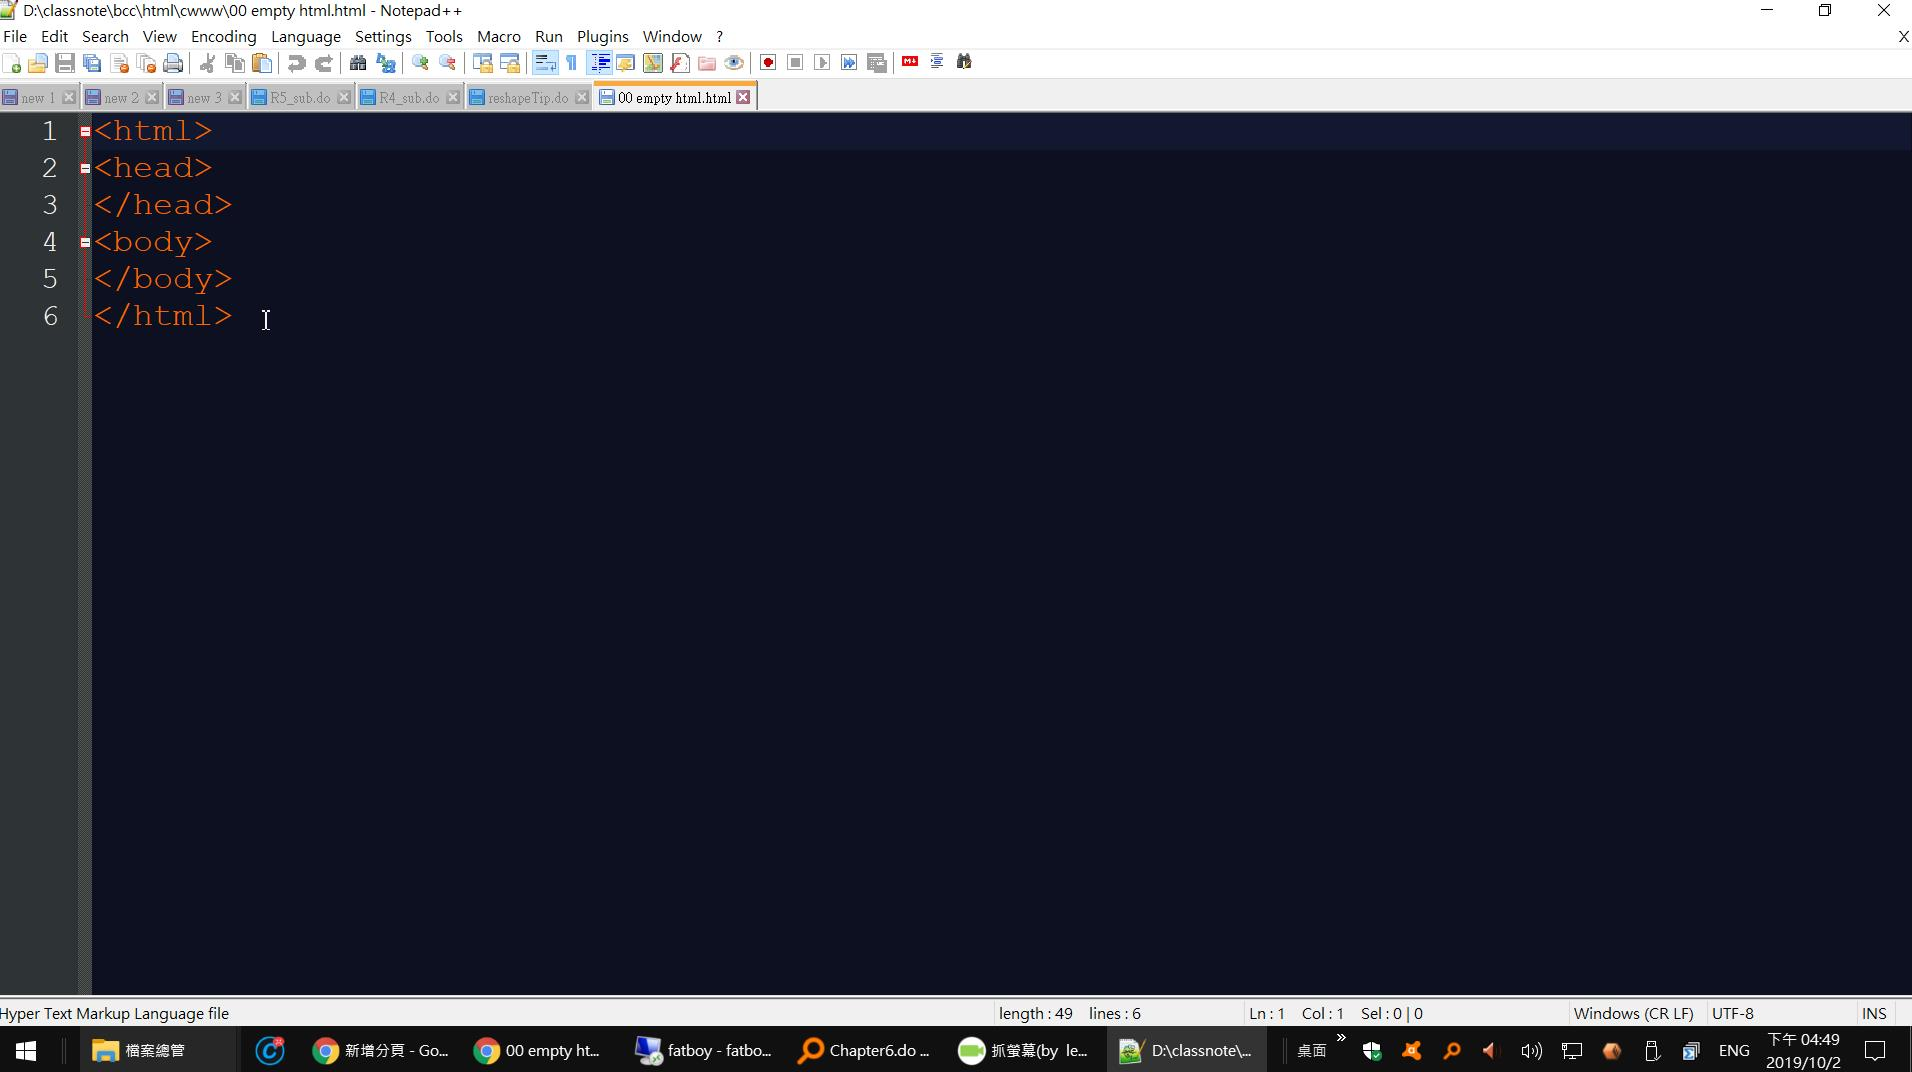 D:\classnote\bcc\html\cwww\00 empty html.html - Notepad++
File Edit Search View Encoding Language Settings Tools Macro Run Plugins Window ? X
new 1 new 2 new 3 R5_sub.do R4_sub.do reshapeTip.do 00 empty html.html
1 <html>
2 <head>
3 </head>
4 <body>
5 </body>
6 </html>
Hyper Text Markup Language file length : 49 lines : 6 Ln : 1 Col : 1 Sel : 0 | 0 Windows (CR LF) UTF-8 INS
檔案總管 新增分頁 - Go... 00 empty ht... fatboy - fatbo... Chapter6.do ... 抓螢幕(by le... D:\classnote\... 桌面 » ENG 下午 04:49
2019/10/2